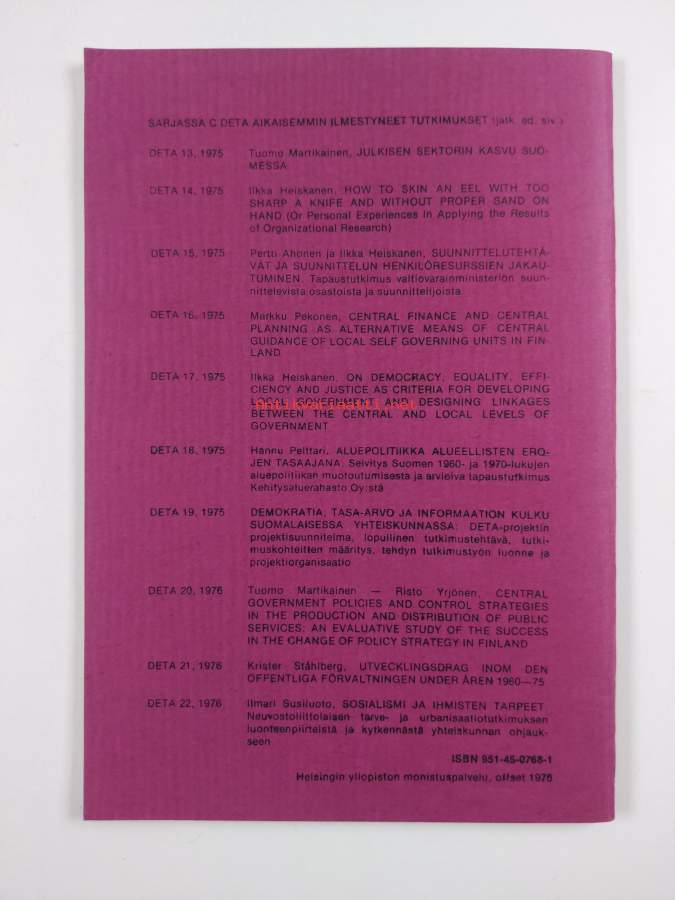 SARJASSA C DETA AIKAISEMMIN ILMESTYNEET TUTKIMUKSET (jatk. ed. siv.)
DETA 13, 1975 Tuomo Martikainen, JULKISEN SEKTORIN KASVU SUO-
MESSA
DETA 14, 1975 Ilkka Heiskanen, HOW TO SKIN AN EEL WITH TOO
SHARP A KNIFE AND WITHOUT PROPER SAND ON
HAND (Or Personal Experiences in Applying the Results
of Organizational Research)
DETA 15, 1975 Pertti Ahonen ja Ilkka Heiskanen, SUUNNITTELUTEHTÄ-
VÄT JA SUUNNITTELUN HENKILÖRESURSSIEN JAKAU-
TUMINEN. Tapaustutkimus valtiovarainministeriön suun-
nittelevista osastoista ja suunnittelijoista
DETA 16, 1975 Markku Pekonen, CENTRAL FINANCE AND CENTRAL
PLANNING AS ALTERNATIVE MEANS OF CENTRAL
GUIDANCE OF LOCAL SELF GOVERNING UNITS IN FIN-
LAND
DETA 17, 1975 Ilkka Heiskanen, ON DEMOCRACY, EQUALITY, EFFI-
CIENCY AND JUSTICE AS CRITERIA FOR DEVELOPING
LOCAL GOVERNMENT AND DESIGNING LINKAGES
BETWEEN THE CENTRAL AND LOCAL LEVELS OF
GOVERNMENT
DETA 18, 1975 Hannu Pelttari, ALUEPOLITIIKKA ALUEELLISTEN ERO-
JEN TASAAJANA. Selvitys Suomen 1960- ja 1970-lukujen
aluepolitiikan muotoutumisesta ja arvioiva tapaustutkimus
Kehitysaluerahasto Oy:stä
DETA 19, 1975 DEMOKRATIA, TASA-ARVO JA INFORMAATION KULKU
SUOMALAISESSA YHTEISKUNNASSA: DETA-projektin
projektisuunnitelma, lopullinen tutkimustehtävä, tutki-
muskohteitten määritys, tehdyn tutkimustyön luonne ja
projektiorganisaatio
DETA 20, 1976 Tuomo Martikainen — Risto Yrjönen, CENTRAL
GOVERNMENT POLICIES AND CONTROL STRATEGIES
IN THE PRODUCTION AND DISTRIBUTION OF PUBLIC
SERVICES: AN EVALUATIVE STUDY OF THE SUCCESS
IN THE CHANGE OF POLICY STRATEGY IN FINLAND
DETA 21, 1976 Krister Ståhlberg, UTVECKLINGSDRAG INOM DEN
OFFENTLIGA FÖRVALTNINGEN UNDER ÅREN 1960—75
DETA 22, 1976 Ilmari Susiluoto, SOSIALISMI JA IHMISTEN TARPEET.
Neuvostoliittolaisen tarve- ja urbanisaatiotutkimuksen
luonteenpiirteistä ja kytkennästä yhteiskunnan ohjauk-
seen
ISBN 951-45-0768-1
Helsingin yliopiston monistuspalvelu, offset 1976